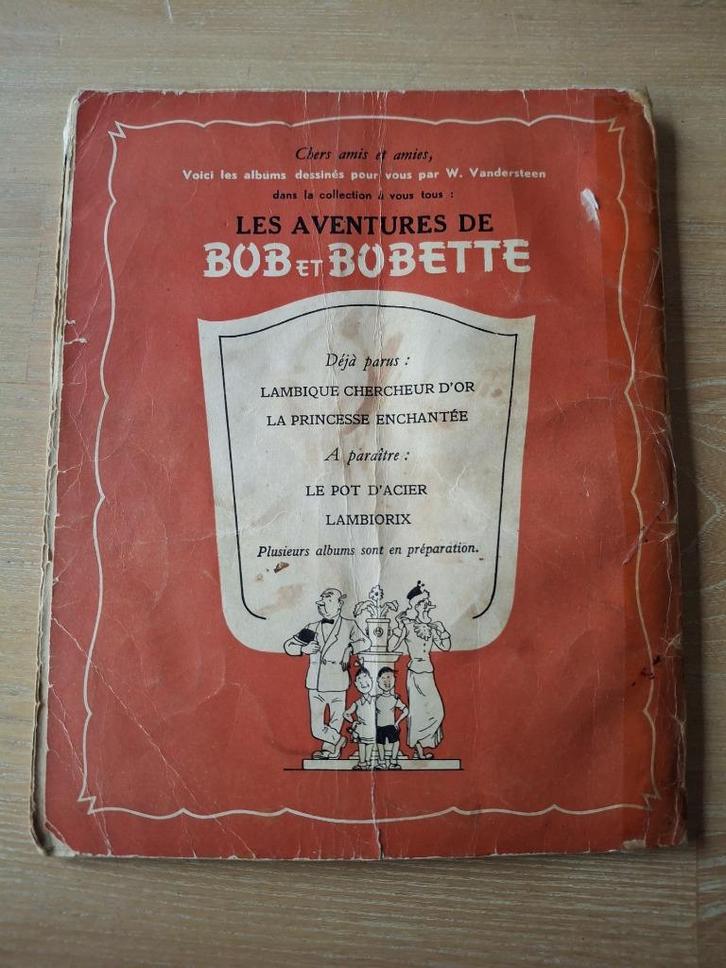 Chers amis et amies,
Voici les albums dessinés pour vous par W. Vandersteen
dans la collection à vous tous :
LES AVENTURES DE
BOB ET BOBETTE
Déjà parus :
LAMBIQUE CHERCHEUR D'OR
LA PRINCESSE ENCHANTÉE
A paraître :
LE POT D'ACIER
LAMBIORIX
Plusieurs albums sont en préparation.